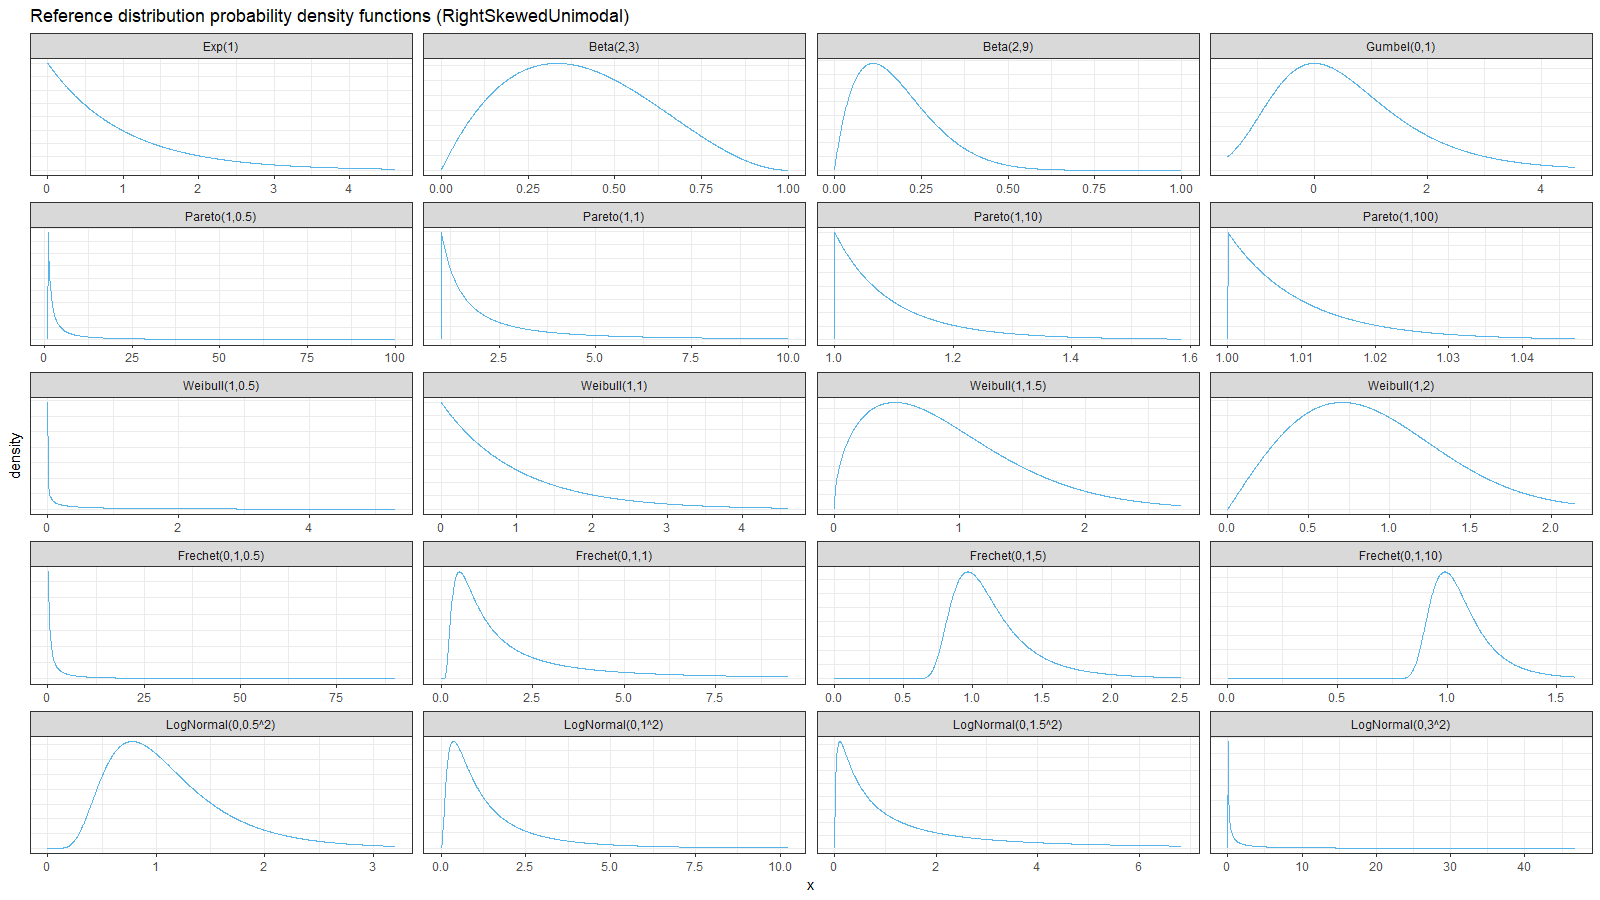 Reference distribution probability density functions (RightSkewedUnimodal)
Exp(1) Beta(2,3) Beta(2,9) Gumbel(0,1)
0 1 2 3 4 0.00 0.25 0.50 0.75 1.00 0.00 0.25 0.50 0.75 1.00 0 2 4
Pareto(1,0.5) Pareto(1,1) Pareto(1,10) Pareto(1,100)
0 25 50 75 100 2.5 5.0 7.5 10.0 1.0 1.2 1.4 1.6 1.00 1.01 1.02 1.03 1.04
Weibull(1,0.5) Weibull(1,1) Weibull(1,1.5) Weibull(1,2)
density
0 2 4 0 1 2 3 4 0 1 2 0.0 0.5 1.0 1.5 2.0
Frechet(0,1,0.5) Frechet(0,1,1) Frechet(0,1,5) Frechet(0,1,10)
0 25 50 75 0.0 2.5 5.0 7.5 0.0 0.5 1.0 1.5 2.0 2.5 0.0 0.5 1.0 1.5
LogNormal(0,0.5^2) LogNormal(0,1^2) LogNormal(0,1.5^2) LogNormal(0,3^2)
0 1 2 3 0.0 2.5 5.0 7.5 10.0 0 2 4 6 0 10 20 30 40
x